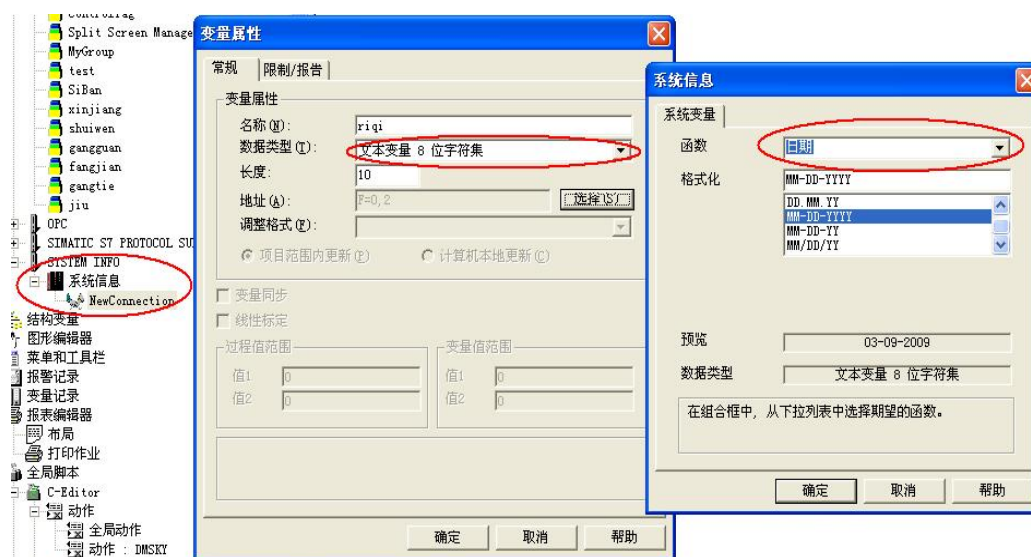 ControlTag
Split Screen Manage
MyGroup
test
SiBan
xinjiang
shuiwen
gangguan
fangjian
gangtie
jiu
OPC
SIMATIC S7 PROTOCOL SU
SYSTEM INFO
系统信息
NewConnection
结构变量
图形编辑器
菜单和工具栏
报警记录
变量记录
报表编辑器
布局
打印作业
全局脚本
C-Editor
动作
全局动作
动作 : DMSKY
变量属性
常规
限制/报告
变量属性
名称(N):
riqi
数据类型(T):
文本变量 8 位字符集
长度:
10
地址(A):
F=0,2
选择(S)
调整格式(F):
项目范围内更新(P)
计算机本地更新(C)
变量同步
线性标定
过程值范围
值1
0
值2
0
变量值范围
值1
0
值2
0
确定
取消
帮助
系统信息
系统变量
函数
日期
格式化
MM-DD-YYYY
DD.MM.YY
MM-DD-YYYY
MM-DD-YY
MM/DD/YY
预览
03-09-2009
数据类型
文本变量 8 位字符集
在组合框中，从下拉列表中选择期望的函数。
确定
取消
帮助